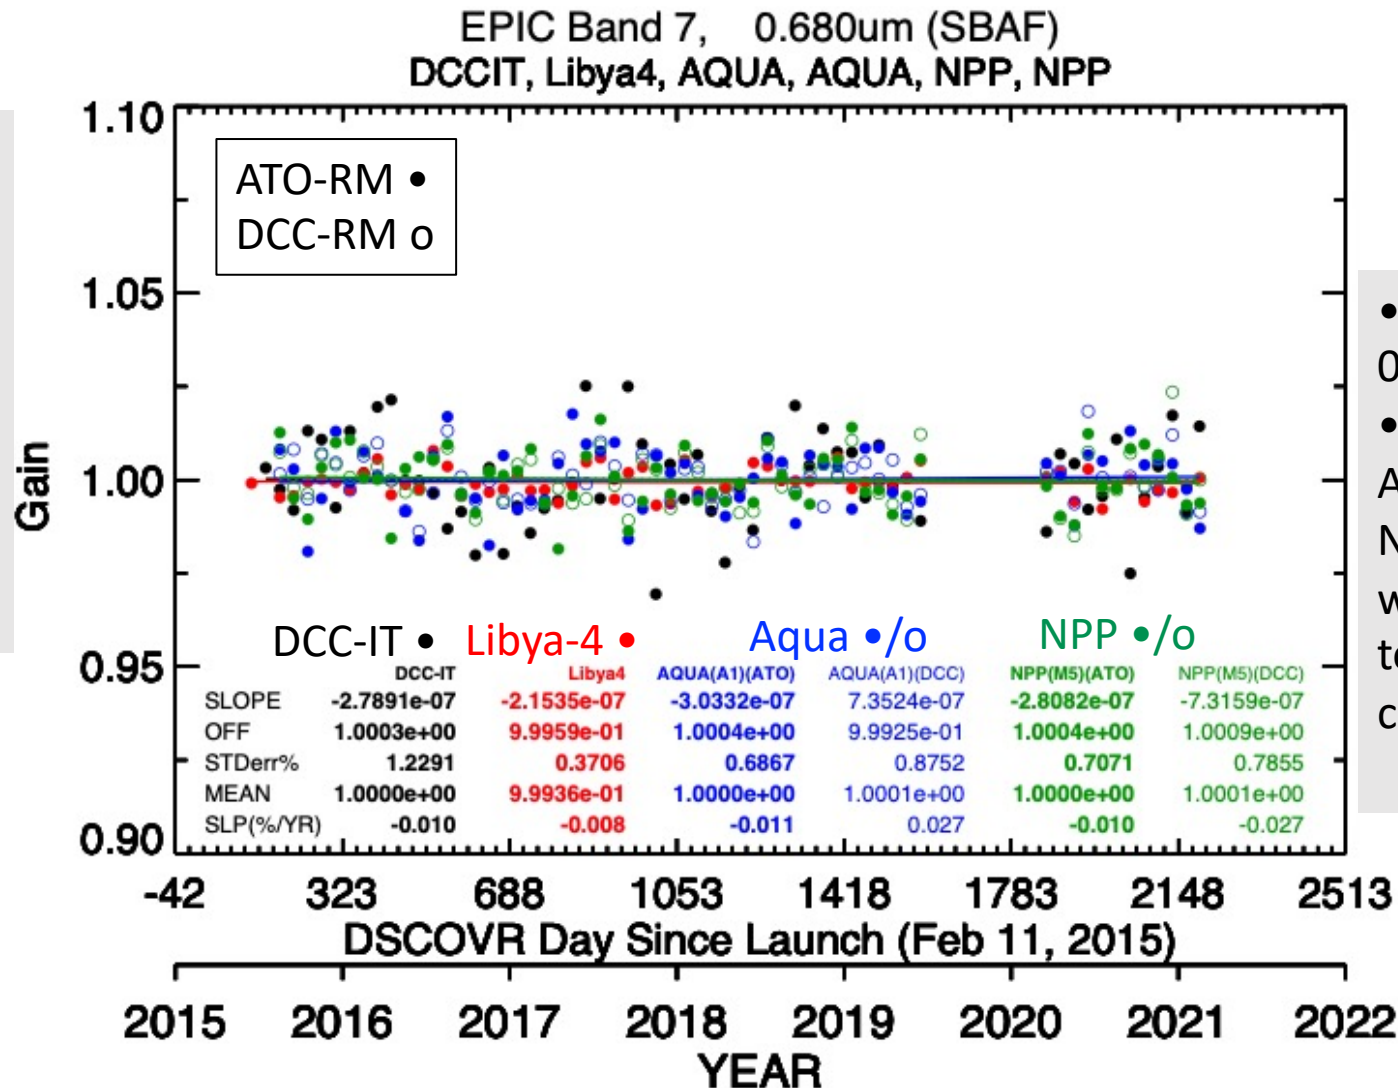 EPIC Band 7, 0.680um (SBAF)
DCCIT, Libya4, AQUA, AQUA, NPP, NPP
ATO-RM •
DCC-RM o
Gain
1.10
1.05
1.00
0.95
0.90
DCC-IT • Libya-4 • Aqua •/o NPP •/o
DCC-IT Libya4 AQUA(A1)(ATO) AQUA(A1)(DCC) NPP(M5)(ATO) NPP(M5)(DCC)
SLOPE -2.7891e-07 -2.1535e-07 -3.0332e-07 7.3524e-07 -2.8082e-07 -7.3159e-07
OFF 1.0003e+00 9.9959e-01 1.0004e+00 9.9925e-01 1.0004e+00 1.0009e+00
STDerr% 1.2291 0.3706 0.6867 0.8752 0.7071 0.7855
MEAN 1.0000e+00 9.9936e-01 1.0000e+00 1.0001e+00 1.0000e+00 1.0001e+00
SLP(%/YR) -0.010 -0.008 -0.011 0.027 -0.010 -0.027
-42 323 688 1053 1418 1783 2148 2513
DSCOVR Day Since Launch (Feb 11, 2015)
2015 2016 2017 2018 2019 2020 2021 2022
YEAR
•
0
•
A
N
w
te
c